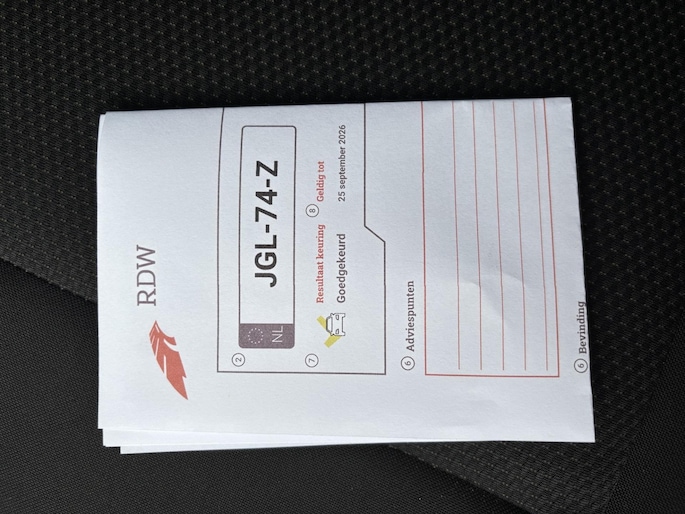 RDW
2
NL
JGL-74-Z
7 Resultaat keuring
Goedgekeurd
8 Geldig tot
25 september 2026
6 Adviespunten
6 Bevinding